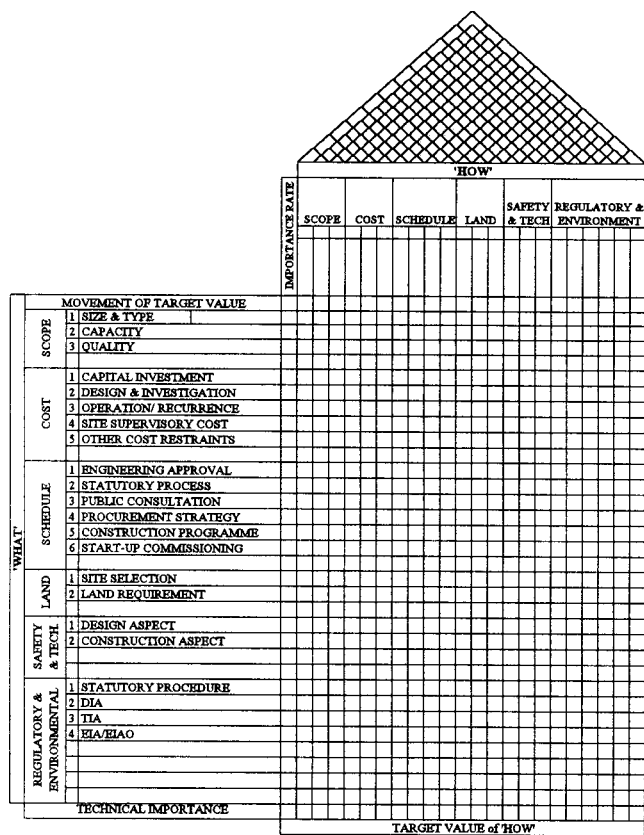 'HOW'
IMPORTANCE RATE
SCOPE
COST
SCHEDULE
LAND
SAFETY & TECH
REGULATORY & ENVIRONMENT
MOVEMENT OF TARGET VALUE
'WHAT'
SCOPE
1 SIZE & TYPE
2 CAPACITY
3 QUALITY
COST
1 CAPITAL INVESTMENT
2 DESIGN & INVESTIGATION
3 OPERATION/ RECURRENCE
4 SITE SUPERVISORY COST
5 OTHER COST RESTRAINTS
SCHEDULE
1 ENGINEERING APPROVAL
2 STATUTORY PROCESS
3 PUBLIC CONSULTATION
4 PROCUREMENT STRATEGY
5 CONSTRUCTION PROGRAMME
6 START-UP COMMISSIONING
LAND
1 SITE SELECTION
2 LAND REQUIREMENT
SAFETY & TECH.
1 DESIGN ASPECT
2 CONSTRUCTION ASPECT
REGULATORY & ENVIRONMENTAL
1 STATUTORY PROCEDURE
2 DIA
3 TIA
4 EIA/EIAO
TECHNICAL IMPORTANCE
TARGET VALUE of 'HOW'